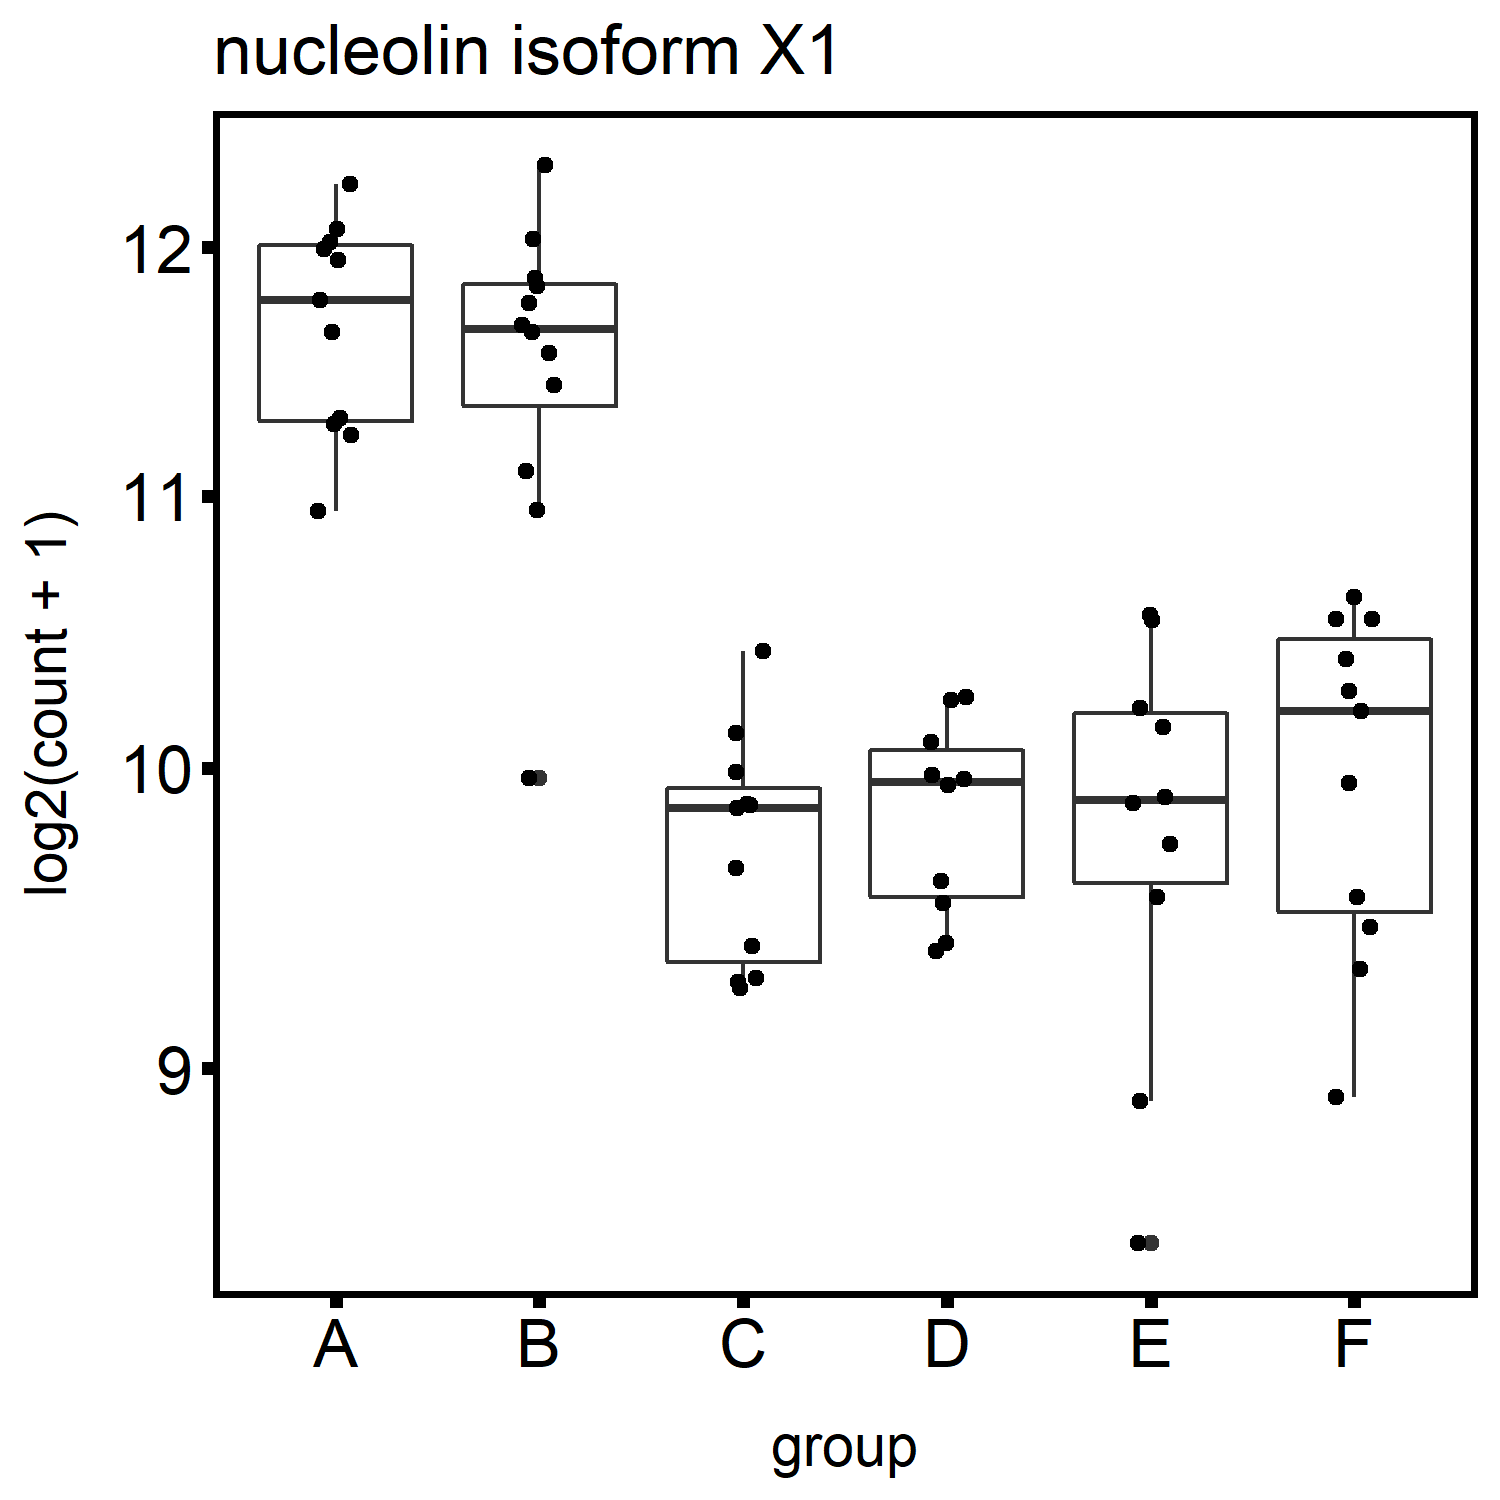 nucleolin isoform X1
log2(count + 1)
12
11
10
9
A B C D E F
group